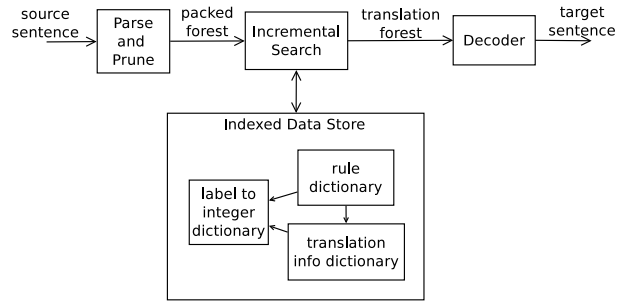 source
sentence
Parse
and
Prune
packed
forest
Incremental
Search
translation
forest
Decoder
target
sentence
Indexed Data Store
rule
dictionary
label to
integer
dictionary
translation
info dictionary